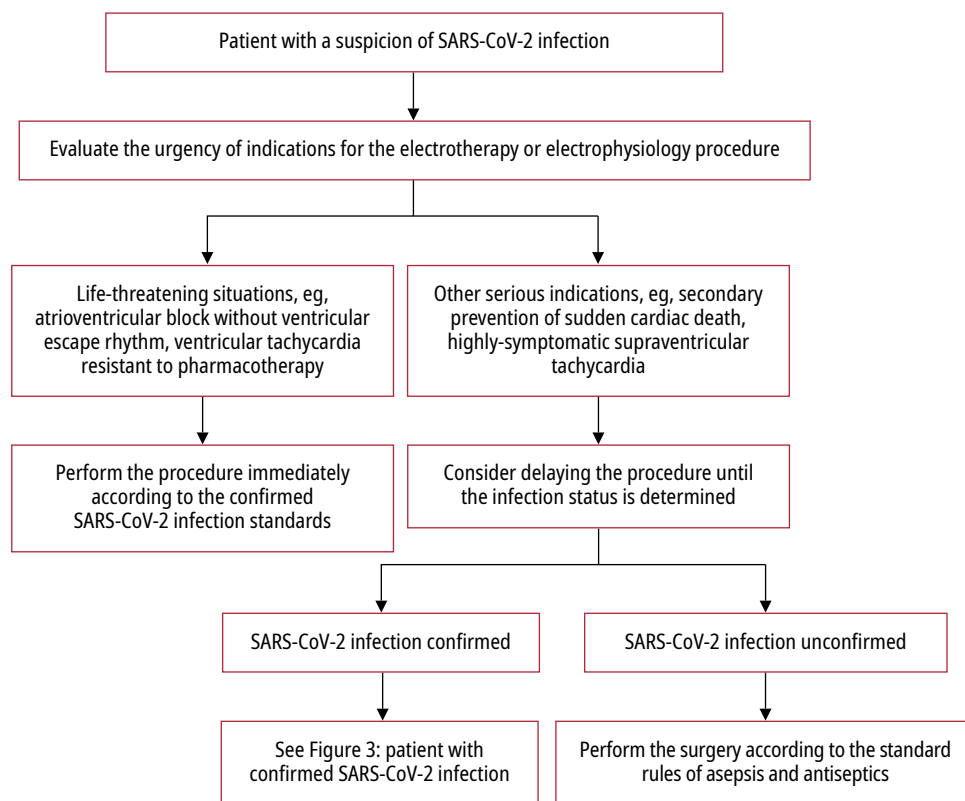 Patient with a suspicion of SARS-CoV-2 infection
Evaluate the urgency of indications for the electrotherapy or electrophysiology procedure
Life-threatening situations, eg,
atrioventricular block without ventricular
escape rhythm, ventricular tachycardia
resistant to pharmacotherapy
Other serious indications, eg, secondary
prevention of sudden cardiac death,
highly-symptomatic supraventricular
tachycardia
Perform the procedure immediately
according to the confirmed
SARS-CoV-2 infection standards
Consider delaying the procedure until
the infection status is determined
SARS-CoV-2 infection confirmed
SARS-CoV-2 infection unconfirmed
See Figure 3: patient with
confirmed SARS-CoV-2 infection
Perform the surgery according to the standard
rules of asepsis and antiseptics